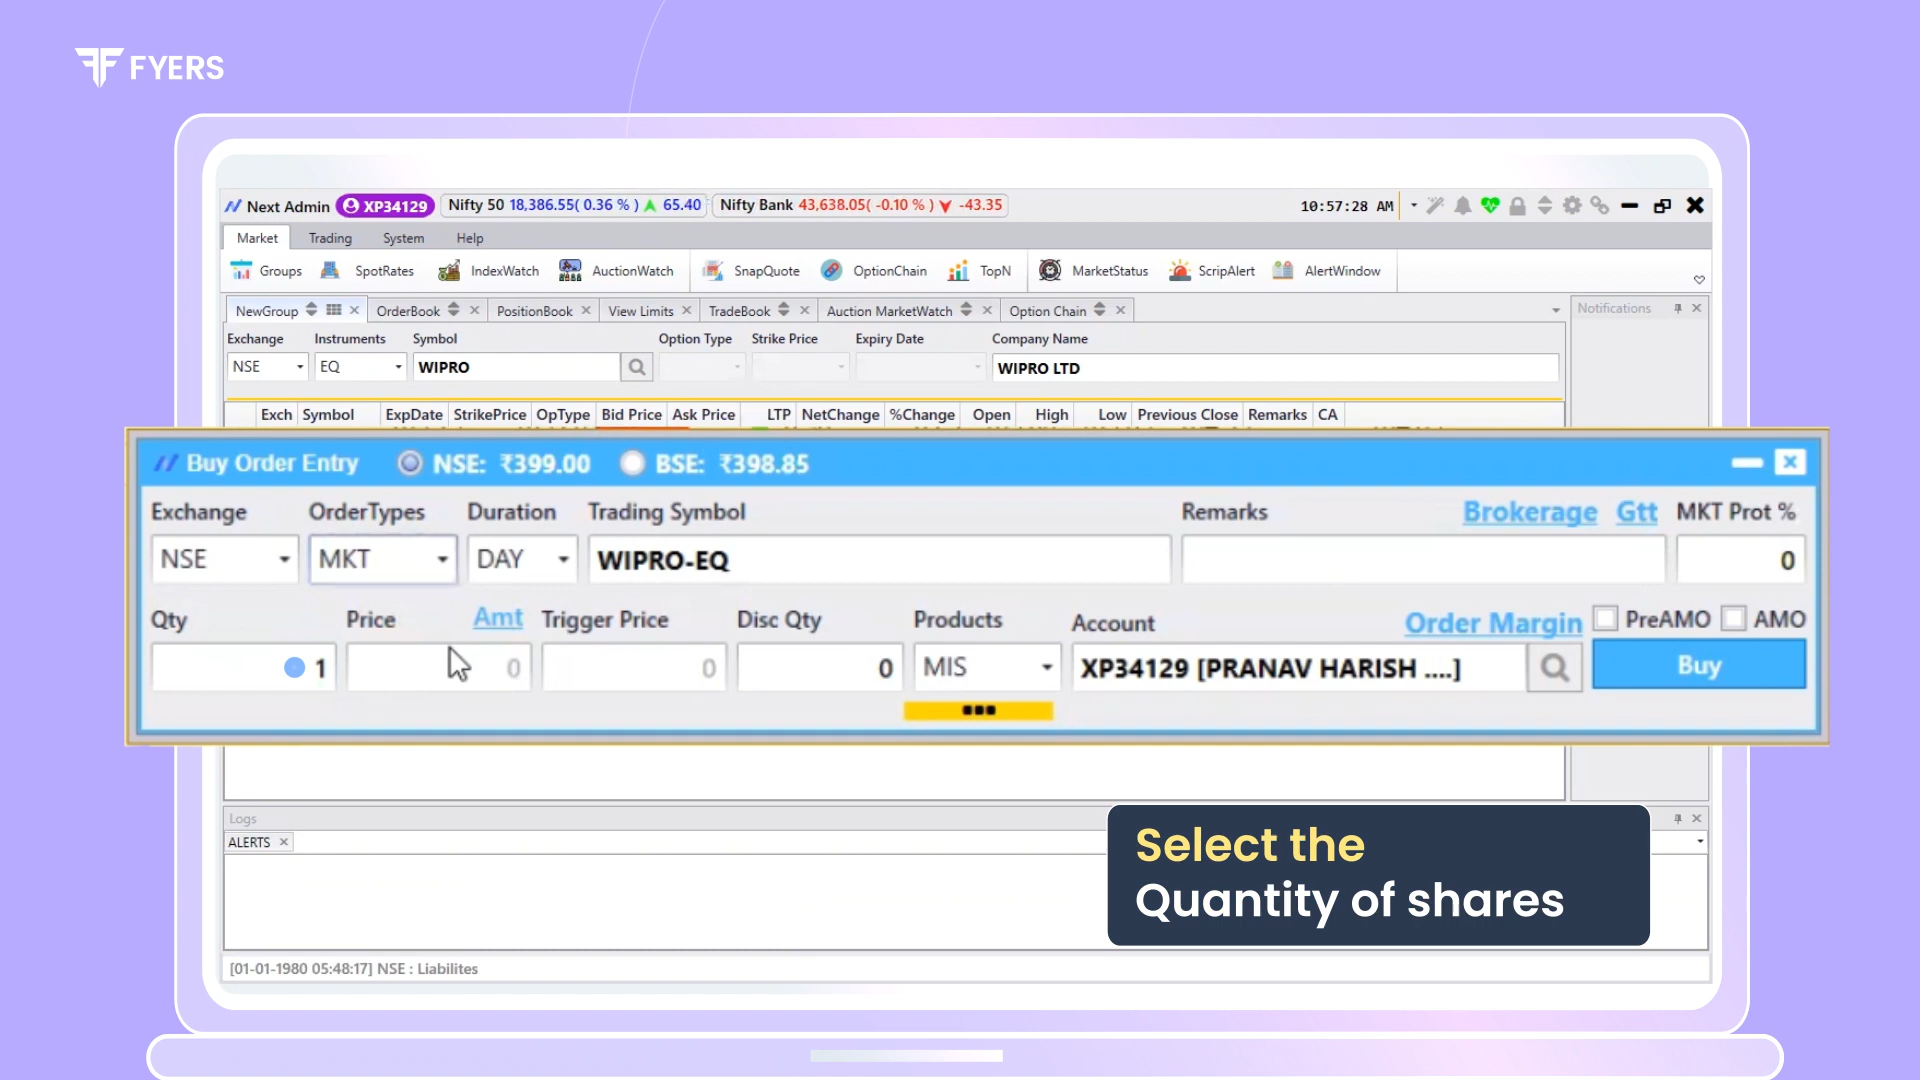 FYERS
Next Admin XP34129 Nifty 50 18,386.55( 0.36 % ) 65.40 Nifty Bank 43,638.05( -0.10 % ) -43.35 10:57:28 AM
Market Trading System Help
Groups SpotRates IndexWatch AuctionWatch SnapQuote OptionChain TopN MarketStatus ScripAlert AlertWindow
NewGroup OrderBook PositionBook View Limits TradeBook Auction MarketWatch Option Chain Notifications
Exchange Instruments Symbol Option Type Strike Price Expiry Date Company Name
NSE EQ WIPRO WIPRO LTD
Exch Symbol ExpDate StrikePrice OpType Bid Price Ask Price LTP NetChange %Change Open High Low Previous Close Remarks CA
Buy Order Entry NSE: ₹399.00 BSE: ₹398.85
Exchange OrderTypes Duration Trading Symbol Remarks Brokerage Gtt MKT Prot %
NSE MKT DAY WIPRO-EQ 0
Qty Price Amt Trigger Price Disc Qty Products Account Order Margin PreAMO AMO
1 0 0 0 MIS XP34129 [PRANAV HARISH ....] Buy
Logs
ALERTS
Select the
Quantity of shares
[01-01-1980 05:48:17] NSE : Liabilites